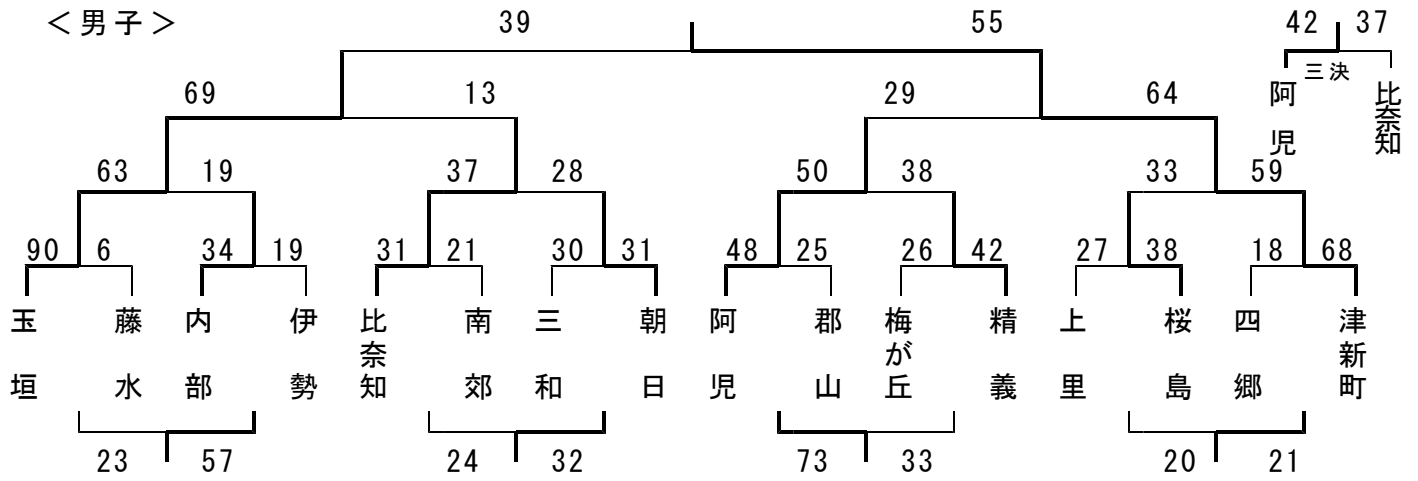 ＜男子＞ 39 55 42 37
三決
69 13 29 64 阿児 比奈知
63 19 37 28 50 38 33 59
90 6 34 19 31 21 30 31 48 25 26 42 27 38 18 68
玉垣 藤水 内部 伊勢 比奈知 南郊 三和 朝日 阿児 郡山 梅が丘 精義 上里 桜島 四郷 津新町
23 57 24 32 73 33 20 21